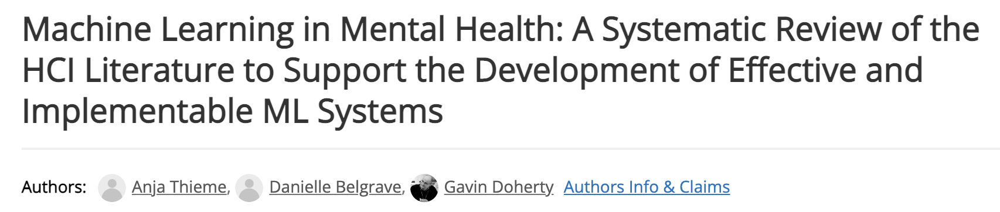 Machine Learning in Mental Health: A Systematic Review of the
HCI Literature to Support the Development of Effective and
Implementable ML Systems
Authors: Anja Thieme, Danielle Belgrave, Gavin Doherty Authors Info & Claims